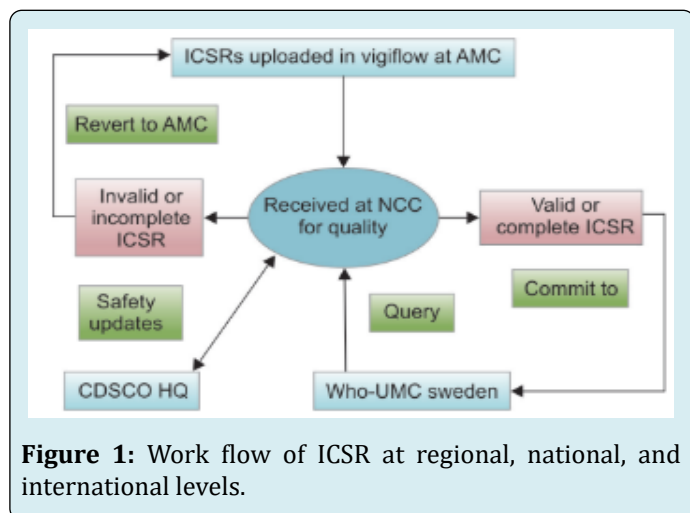 ICSRs uploaded in vigiflow at AMC
Revert to AMC
Invalid or
incomplete
ICSR
Received at NCC
for quality
Valid or
complete ICSR
Safety
updates
Query
Commit to
CDSCO HQ
Who-UMC sweden
Figure 1: Work flow of ICSR at regional, national, and
international levels.